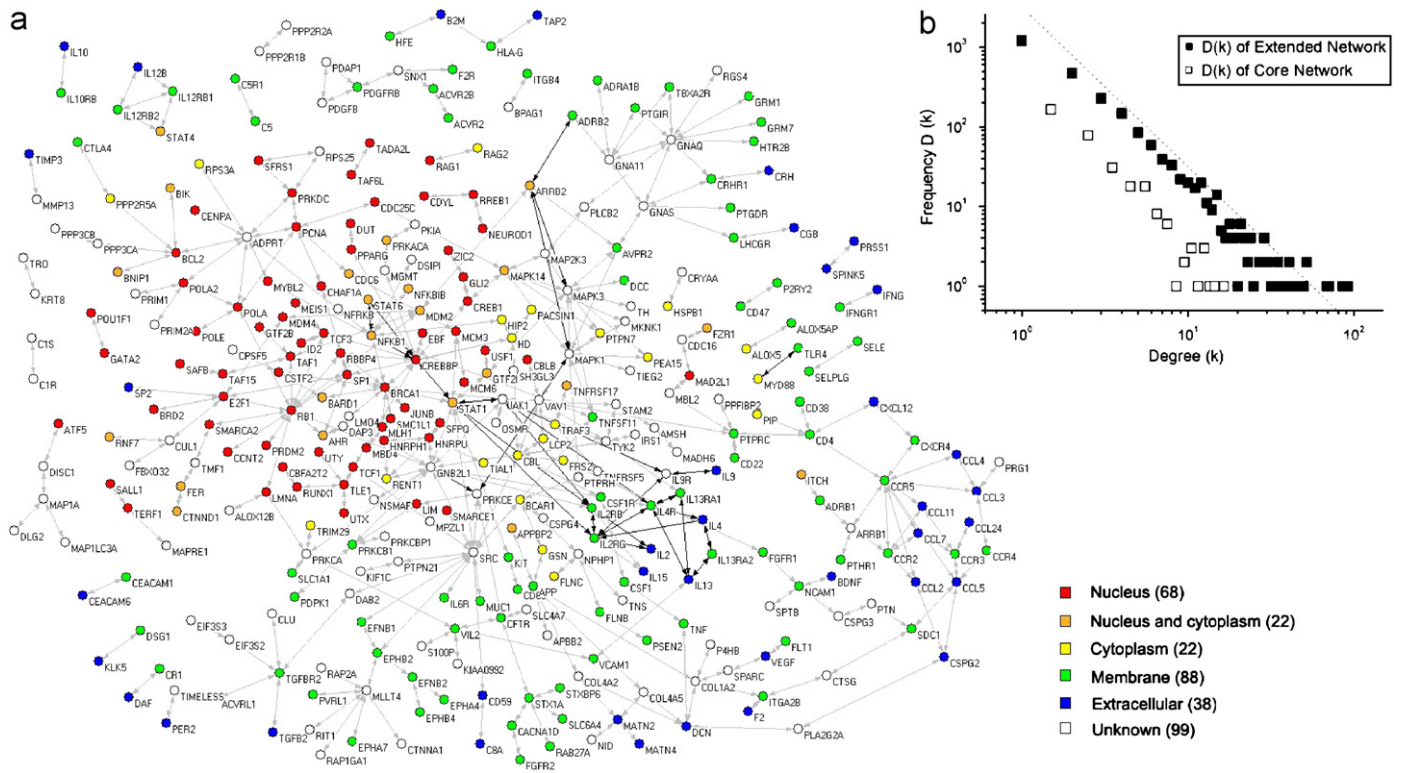 a
b
PPP2R2A
B2M
TAP2
IL10
PPP2R1B
HFE
HLA-G
IL12B
PDAP1
SNX1
F2R
ITGB4
ADRA1B
TBXA2R
RGS4
IL10RB
IL12RB1
C5R1
PDGFRB
ACVR2B
PTGIR
GRM1
IL12RB2
PDGFB
BPAG1
ADRB2
GRM7
STAT4
C5
ACVR2
GNAQ
HTR2B
CTLA4
TADA2L
RAG2
TIMP3
RPS3A
SFRS1
RPS25
RAG1
GNA11
CRH
BIK
TAF6L
ARRB2
CRHR1
MMP13
PPP2R5A
PRKDC
CDYL
RREB1
CENPA
CDC25C
PLCB2
GNAS
PTGDR
PPP3CB
PCNA
DUT
PKIA
NEUROD1
CGB
PPP3CA
ADPRT
PRKACA
LHCGR
PRSS1
BCL2
PPARG
ZIC2
MAP2K3
AVPR2
TRO
BNIP1
CDC6
DSIPI
MGMT
MAPK14
SPINK5
POLA2
MYBL2
GLI2
MAPK3
DCC
CRYAA
P2RY2
IFNG
KRT8
PRIM1
CHAF1A
NFKBIB
STAT6
CREB1
PACSIN1
TH
HSPB1
CD47
IFNGR1
POU1F1
PRIM2A
POLA
MEIS1
NFRKB
MDM2
HIP2
MKNK1
PTPN7
FZR1
ALOX5AP
MDM4
GTF2B
TCF3
NFKB1
EBF
MCM3
HD
CDC16
ALOX5
TLR4
SELE
C1S
POLE
CPSF5
ID2
RBBP4
CREBBP
USF1
CBLB
MAPK1
PEA15
GATA2
SAFB
TAF1
SH3GL3
TIEG2
SELPLG
C1R
TAF15
CSTF2
SP1
GTF2I
MAD2L1
MYD88
SP2
BRCA1
MCM6
TNFRSF17
MBL2
E2F1
RB1
BARD1
JUNB
STAT1
VAV1
STAM2
PPFIBP2
PIP
CD38
CXCL12
BRD2
LMO4
SMC1L1
OSMR
TNFSF11
ATF5
SMARCA2
DAP3
MLH1
SFPQ
TRAF3
IRS1
AMSH
PTPRC
CD4
RNF7
CUL1
AHR
HNRPH1
HNRPU
LCP2
TYK2
CXCR4
PRDM2
UTY
MBD4
CBL
MADH6
CCL4
DISC1
FBXO32
TMF1
CCNT2
TCF1
TIAL1
FRS2
CD22
PRG1
CBFA2T2
GNB2L1
TNFRSF5
IL9R
IL9
ITCH
CCR5
SALL1
FER
RUNX1
TLE1
RENT1
PTPRH
IL13RA1
CCL3
MAP1A
LMNA
NSMAF
PRKCE
BCAR1
CSF1R
IL4R
ADRB1
CCL11
TERF1
CTNND1
ALOX12B
UTX
LIM
SMARCE1
IL2RB
IL4
CCL24
DLG2
TRIM29
MP2L1
CSPG4
ARRB1
CCL7
MAP1LC3A
MAPRE1
PRKCBP1
APPBP2
IL2RG
IL2
IL13RA2
FGFR1
CCR2
CCR3
CCR4
PRKCA
PRKCB1
SRC
GSN
NPHP1
PTHR1
CEACAM1
SLC1A1
KIF1C
PTPN21
KIT
FLNC
IL15
IL13
BDNF
CCL2
CCL5
CEACAM6
PDPK1
DAB2
APP
CSF1
NCAM1
IL6R
MUC1
TNS
SPTB
PTN
EIF3S3
CLU
CFTR
SLC4A7
FLNB
CSPG3
DSG1
EFNB1
VIL2
TNF
SDC1
EIF3S2
S100P
APBB2
PSEN2
P4HB
FLT1
KLK5
CR1
EPHB2
KIAA0992
VCAM1
VEGF
CSPG2
TGFBR2
RAP2A
SPARC
CTSG
TIMELESS
EFNB2
COL4A2
COL1A2
DAF
ACVRL1
PVRL1
MLLT4
EPHA4
CD59
STXBP6
COL4A5
ITGA2B
STX1A
PER2
EPHB4
SLC6A4
MATN2
F2
TGFB2
RIT1
CACNA1D
DCN
PLA2G2A
EPHA7
CTNNA1
C8A
RAB27A
NID
MATN4
RAP1GA1
FGFR2
D(k) of Extended Network
D(k) of Core Network
Frequency D (k)
10³
10²
10¹
10⁰
10⁰ 10¹ 10²
Degree (k)
Nucleus (68)
Nucleus and cytoplasm (22)
Cytoplasm (22)
Membrane (88)
Extracellular (38)
Unknown (99)